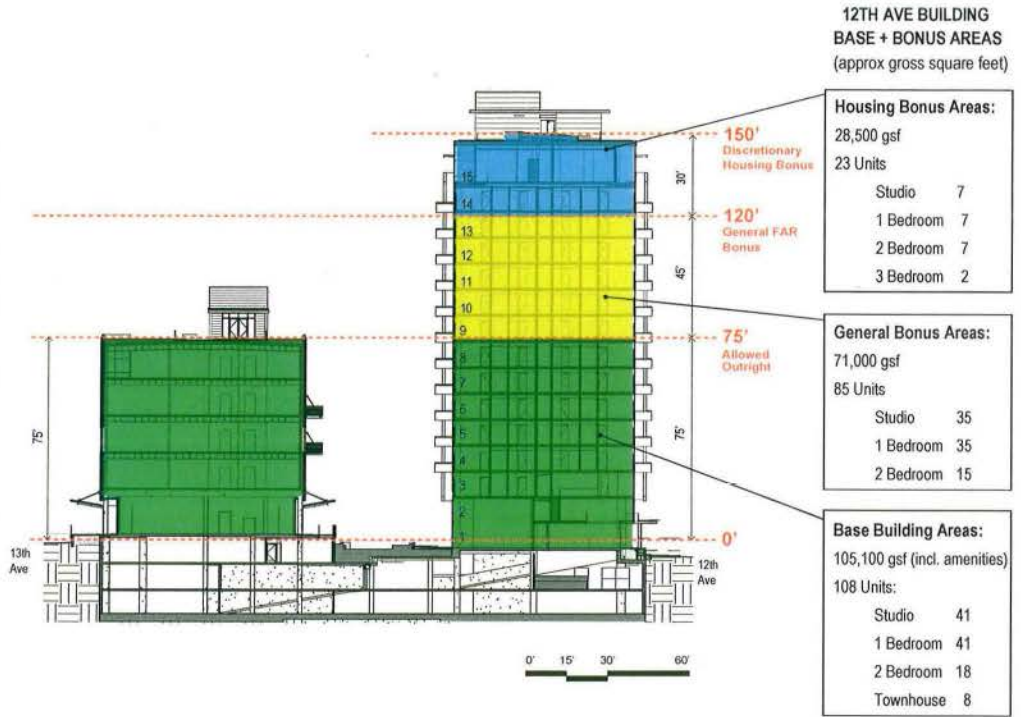 12TH AVE BUILDING
BASE + BONUS AREAS
(approx gross square feet)
Housing Bonus Areas:
28,500 gsf
23 Units
Studio 7
1 Bedroom 7
2 Bedroom 7
3 Bedroom 2
General Bonus Areas:
71,000 gsf
85 Units
Studio 35
1 Bedroom 35
2 Bedroom 15
Base Building Areas:
105,100 gsf (incl. amenities)
108 Units:
Studio 41
1 Bedroom 41
2 Bedroom 18
Townhouse 8
150'
Discretionary
Housing Bonus
30'
120'
General FAR
Bonus
45'
75'
Allowed
Outright
75'
0'
15
14
13
12
11
10
9
8
7
6
5
4
3
2
1
75'
13th
Ave
12th
Ave
0' 15' 30' 60'